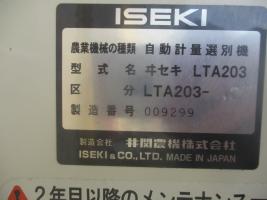 ISEKI
農業機械の種類 自動計量選別機
型式名 ヰセキ LTA203
区分 LTA203-
製造番号 009299
製造会社 井関農機株式会社
ISEKI & CO., LTD. MADE IN JAPAN
2年目以降のメンテナンス